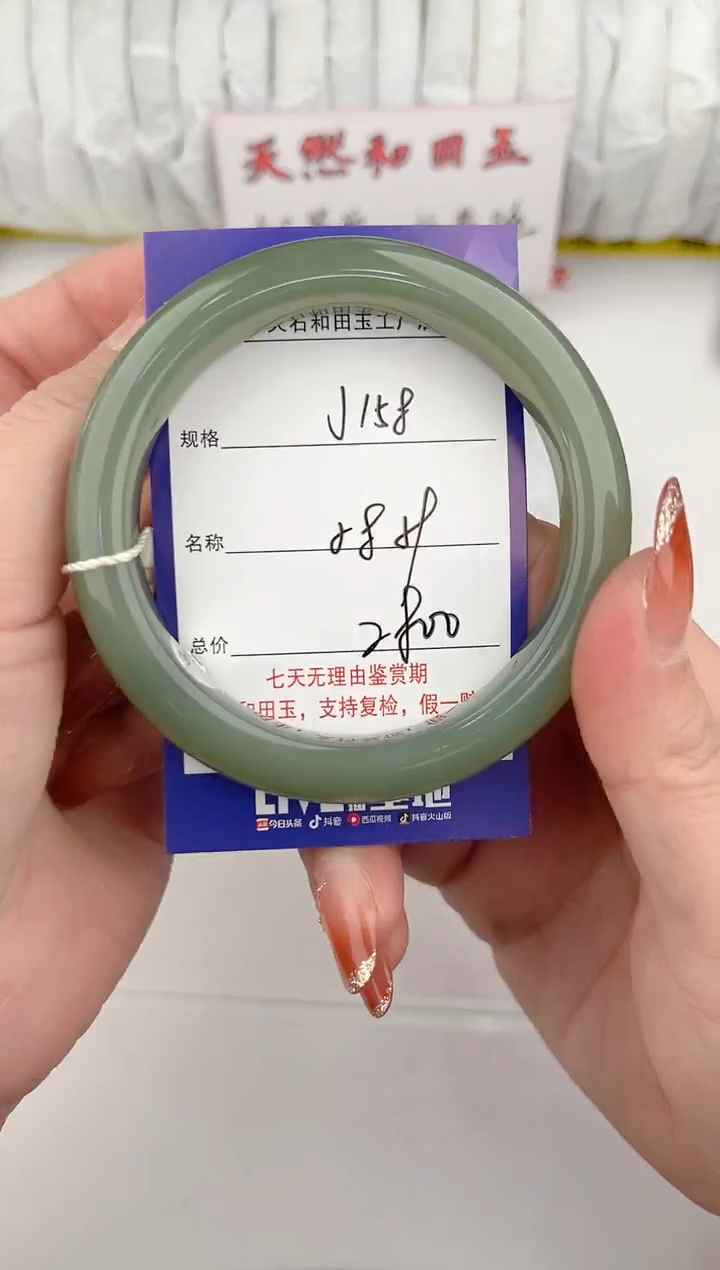 天然和田玉
和田玉工厂
规格 J158
名称
总价 2800
七天无理由鉴赏期
和田玉，支持复检，假一赔
LIVE
今日头条 抖音 西瓜视频 抖音火山版